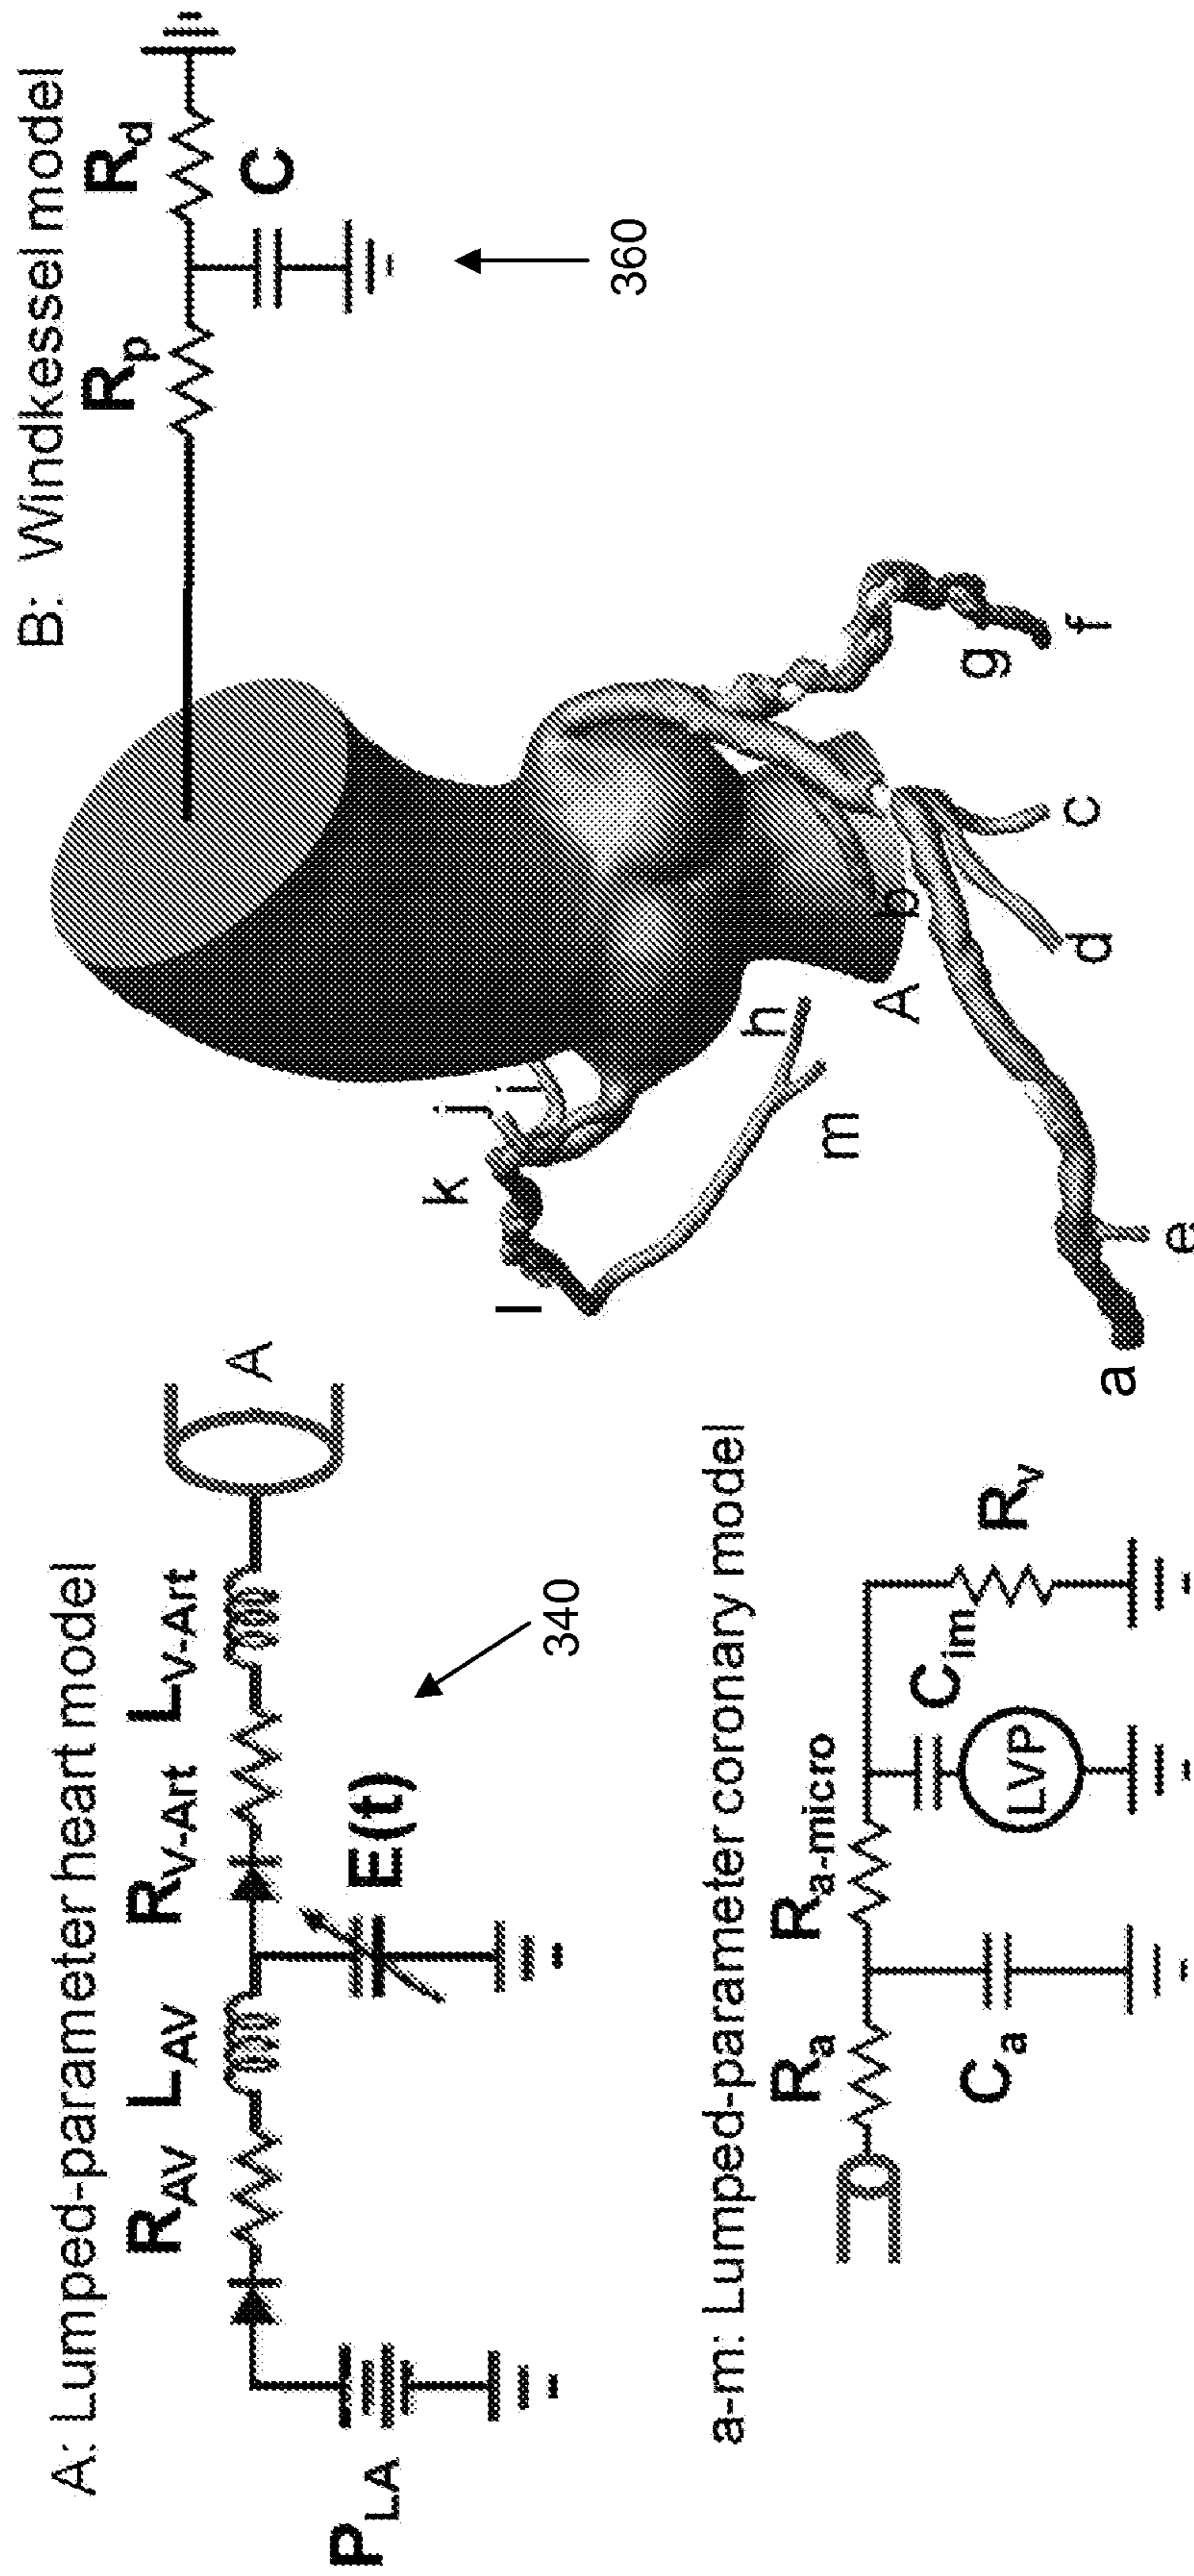 A: Lumped-parameter heart model
R_AV L_AV R_V-Art L_V-Art
A
P_LA
E(t)
340
B: Windkessel model
R_p R_d
C
360
a-m: Lumped-parameter coronary model
R_a R_a-micro
C_a
C_im
LVP
R_v
j
i
k
l
h
m
A
b
a
e
d
c
g
f